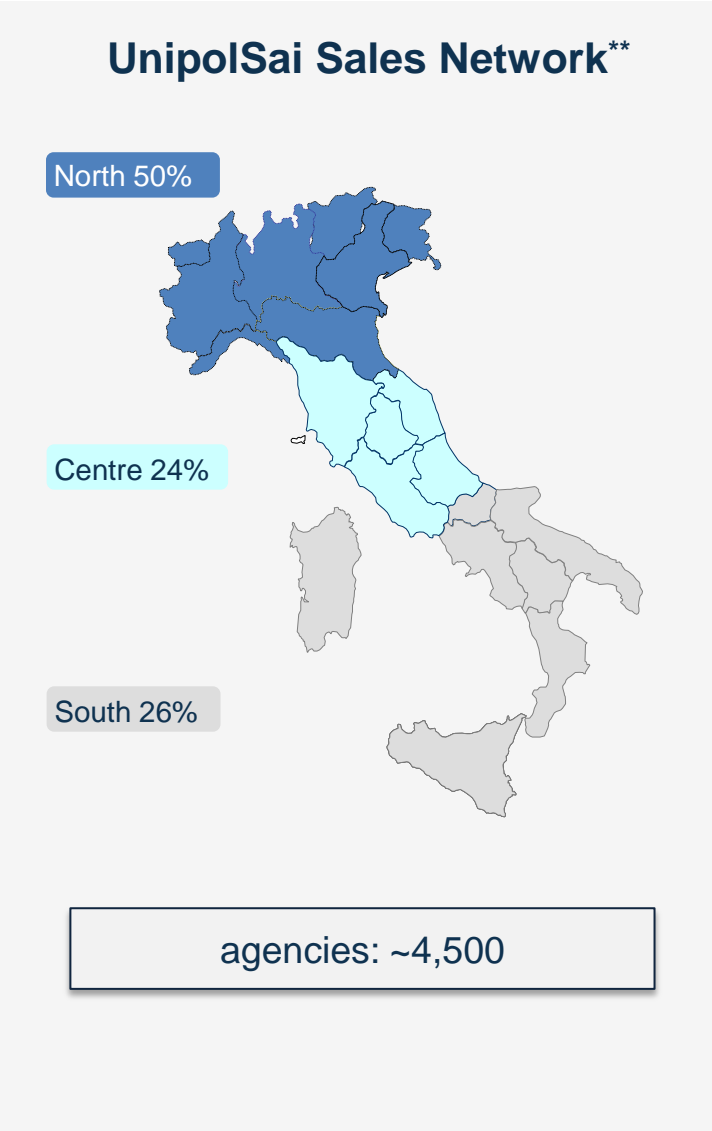 UnipolSai Sales Network**
North 50%
Centre 24%
South 26%
agencies: ~4,500